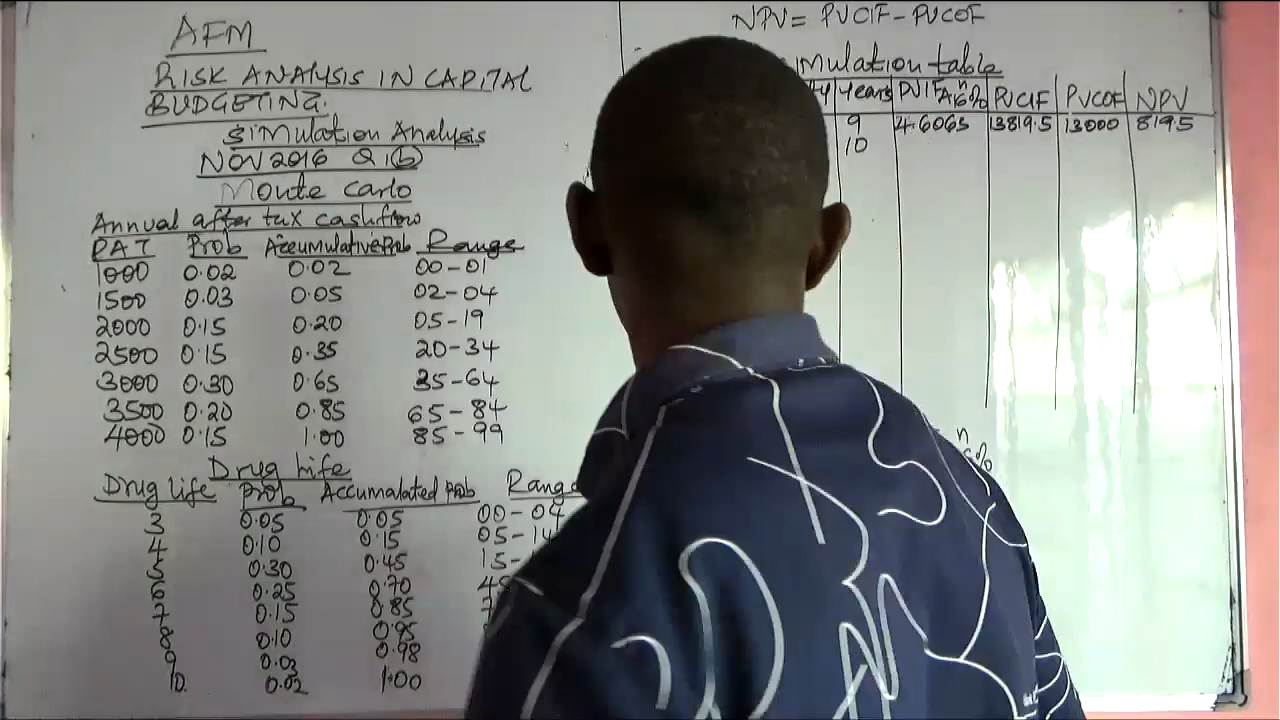 AFM
RISK ANALYSIS IN CAPITAL
BUDGETING.
Simulation Analysis
NOV 2016 Q1(b)
Monte Carlo
Annual after tax cashflow
PAT Prob Accumulative Prob Range
1000 0.02 0.02 00-01
1500 0.03 0.05 02-04
2000 0.15 0.20 05-19
2500 0.15 0.35 20-34
3000 0.30 0.65 35-64
3500 0.20 0.85 65-84
4000 0.15 1.00 85-99
Drug life
Drug life Prob Accumalated Prob Range
3 0.05 0.05 00-04
4 0.10 0.15 05-14
5 0.30 0.45 15-
6 0.25 0.70
7 0.15 0.85
8 0.10 0.95
9 0.03 0.98
10. 0.02 1.00
NPV = PVCIF - PVCOF
mulation table
Years PVIFA n % PVCIF PVCOF NPV
9 4.6065 13819.5 13000 819.5
10
n
%